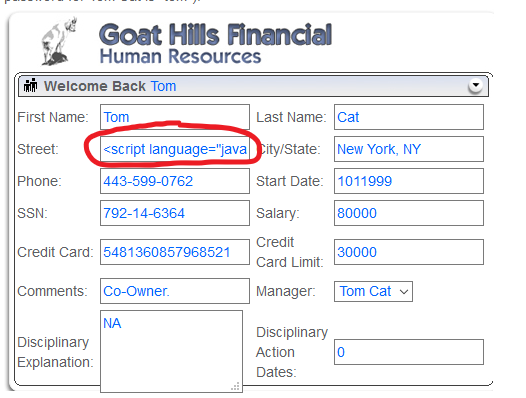 Goat Hills Financial
Human Resources
Welcome Back Tom
First Name: Tom Last Name: Cat
Street: <script language="java City/State: New York, NY
Phone: 443-599-0762 Start Date: 1011999
SSN: 792-14-6364 Salary: 80000
Credit Card: 5481360857968521 Credit
Card Limit: 30000
Comments: Co-Owner. Manager: Tom Cat
Disciplinary
Explanation: NA
Disciplinary
Action
Dates: 0